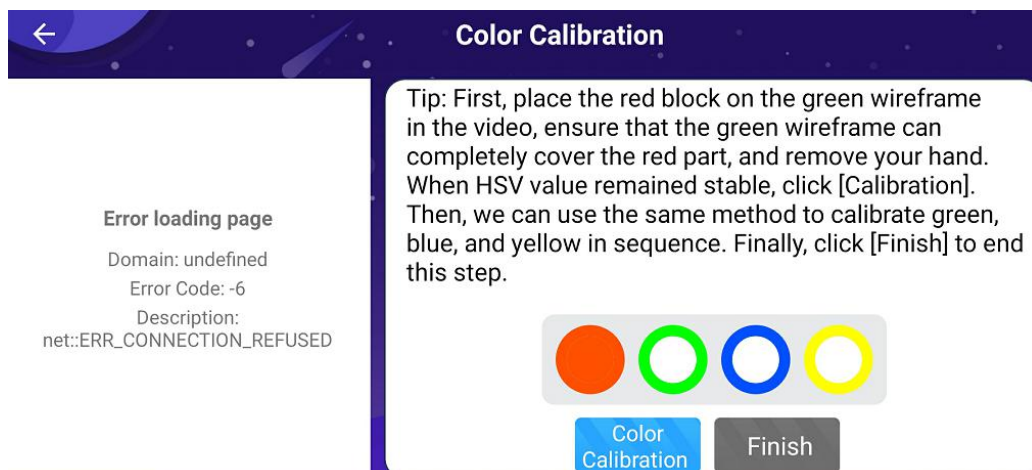 Color Calibration
Error loading page
Domain: undefined
Error Code: -6
Description:
net::ERR_CONNECTION_REFUSED
Tip: First, place the red block on the green wireframe
in the video, ensure that the green wireframe can
completely cover the red part, and remove your hand.
When HSV value remained stable, click [Calibration].
Then, we can use the same method to calibrate green,
blue, and yellow in sequence. Finally, click [Finish] to end
this step.
Color
Calibration
Finish